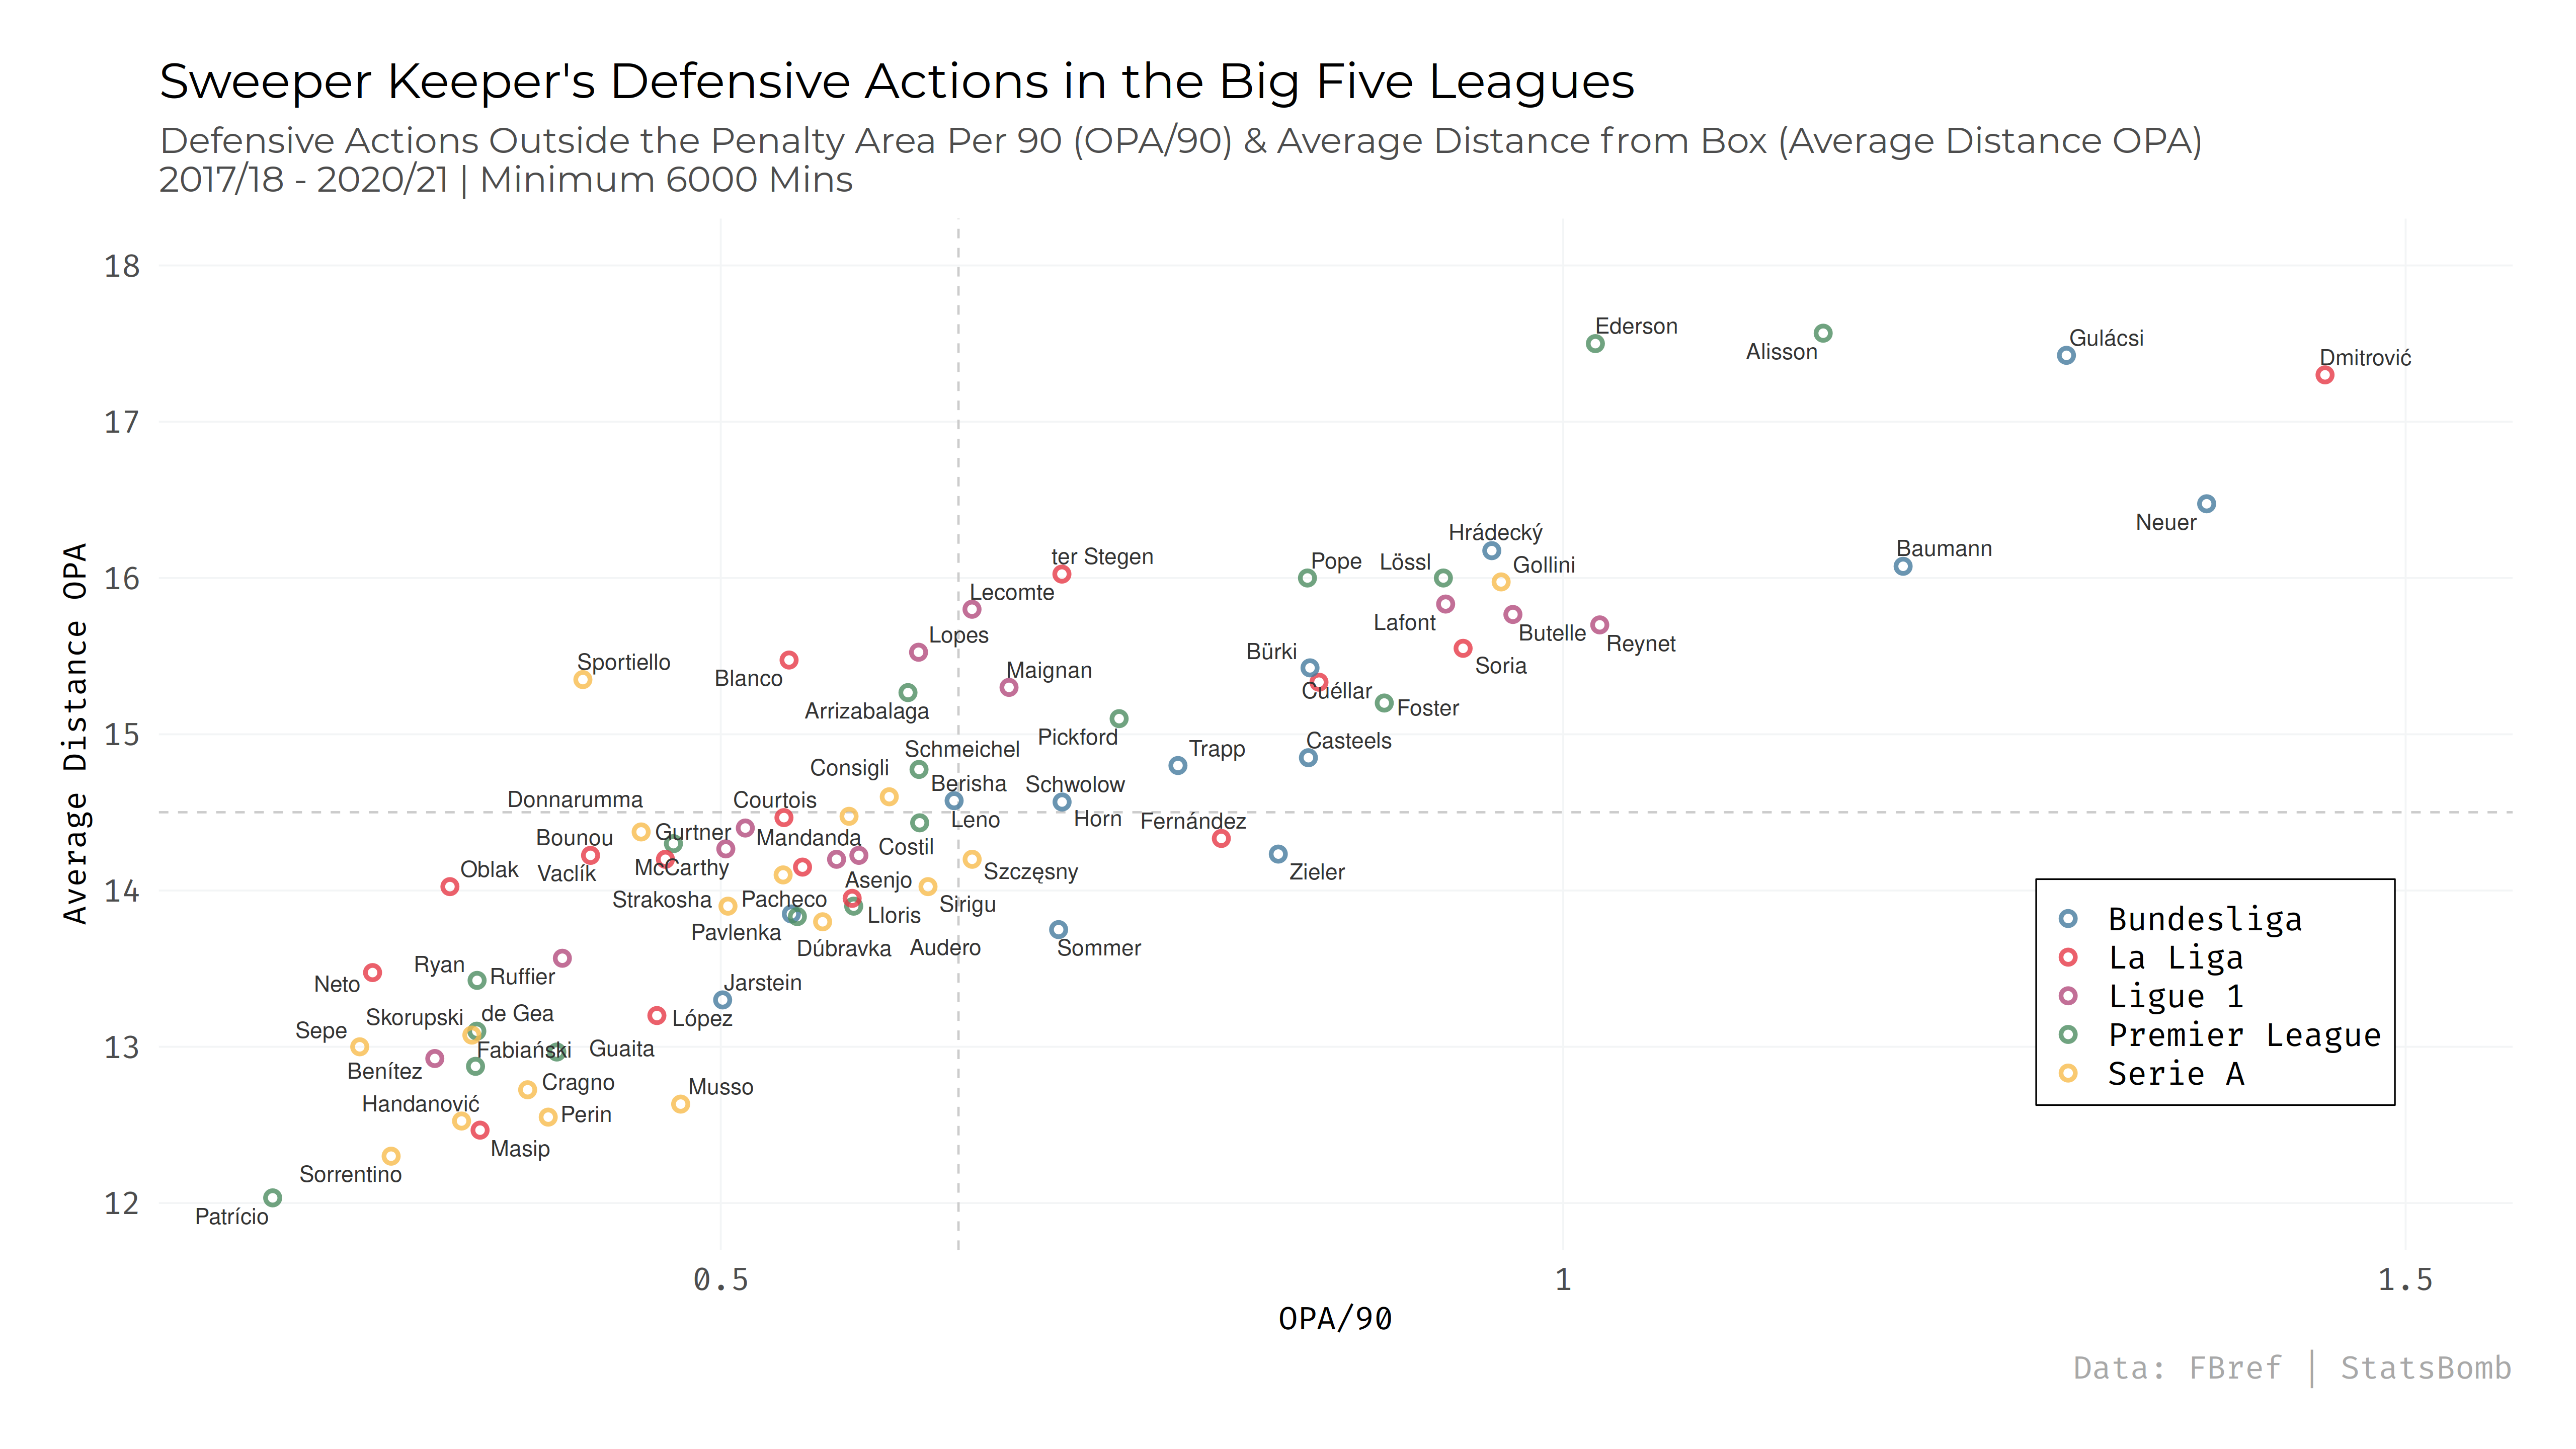 Sweeper Keeper's Defensive Actions in the Big Five Leagues
Defensive Actions Outside the Penalty Area Per 90 (OPA/90) & Average Distance from Box (Average Distance OPA)
2017/18 - 2020/21 | Minimum 6000 Mins
Average Distance OPA
18
17
16
15
14
13
12
Ederson
Alisson
Gulácsi
Dmitrović
Neuer
Baumann
Hrádecký
ter Stegen
Pope
Lössl
Gollini
Lecomte
Lafont
Butelle
Reynet
Lopes
Bürki
Soria
Sportiello
Blanco
Maignan
Cuéllar
Arrizabalaga
Foster
Pickford
Casteels
Schmeichel
Trapp
Consigli
Berisha
Schwolow
Donnarumma
Courtois
Leno
Horn
Fernández
Bounou
Gurtner
Mandanda
Costil
Oblak
Vaclík
McCarthy
Asenjo
Szczęsny
Zieler
Strakosha
Pacheco
Lloris
Sirigu
Pavlenka
Dúbravka
Audero
Sommer
Neto
Ryan
Ruffier
Jarstein
Sepe
Skorupski
de Gea
López
Benítez
Fabiański
Guaita
Cragno
Musso
Handanović
Perin
Masip
Sorrentino
Patrício
Bundesliga
La Liga
Ligue 1
Premier League
Serie A
0.5
1
1.5
OPA/90
Data: FBref | StatsBomb